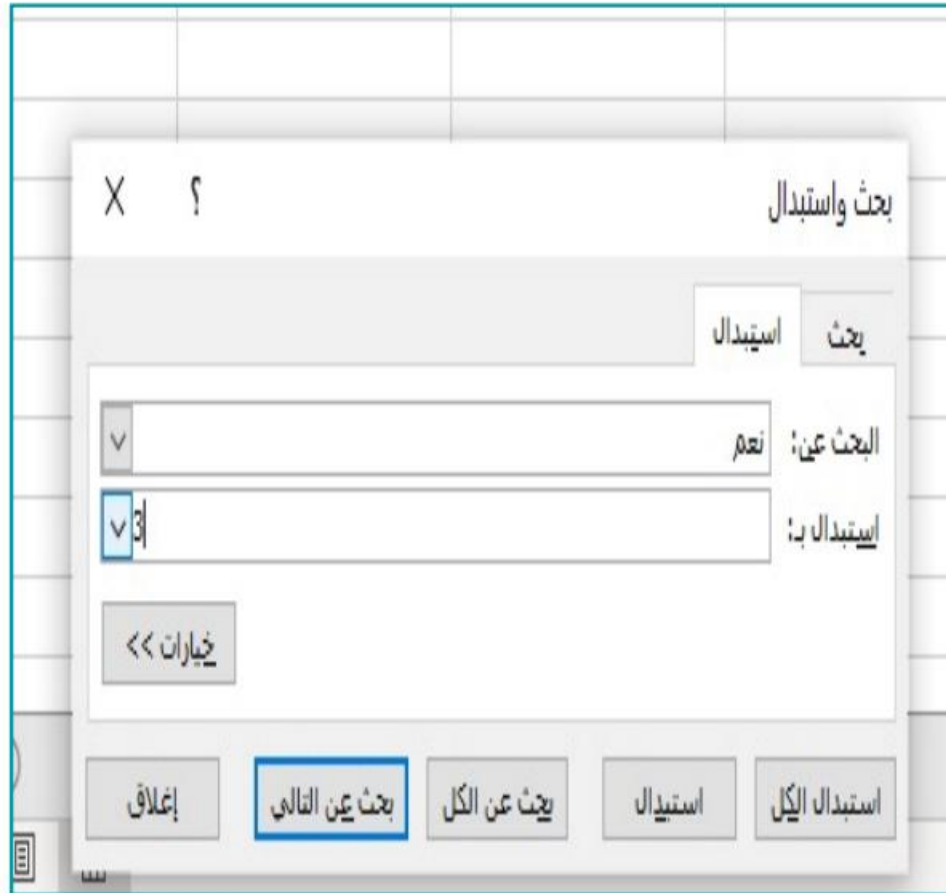 بحث واستبدال ؟ X
بحث استبدال
البحث عن: نعم
استبدال بـ: 3
خيارات >>
استبدال الكل استبدال بحث عن الكل بحث عن التالي إغلاق